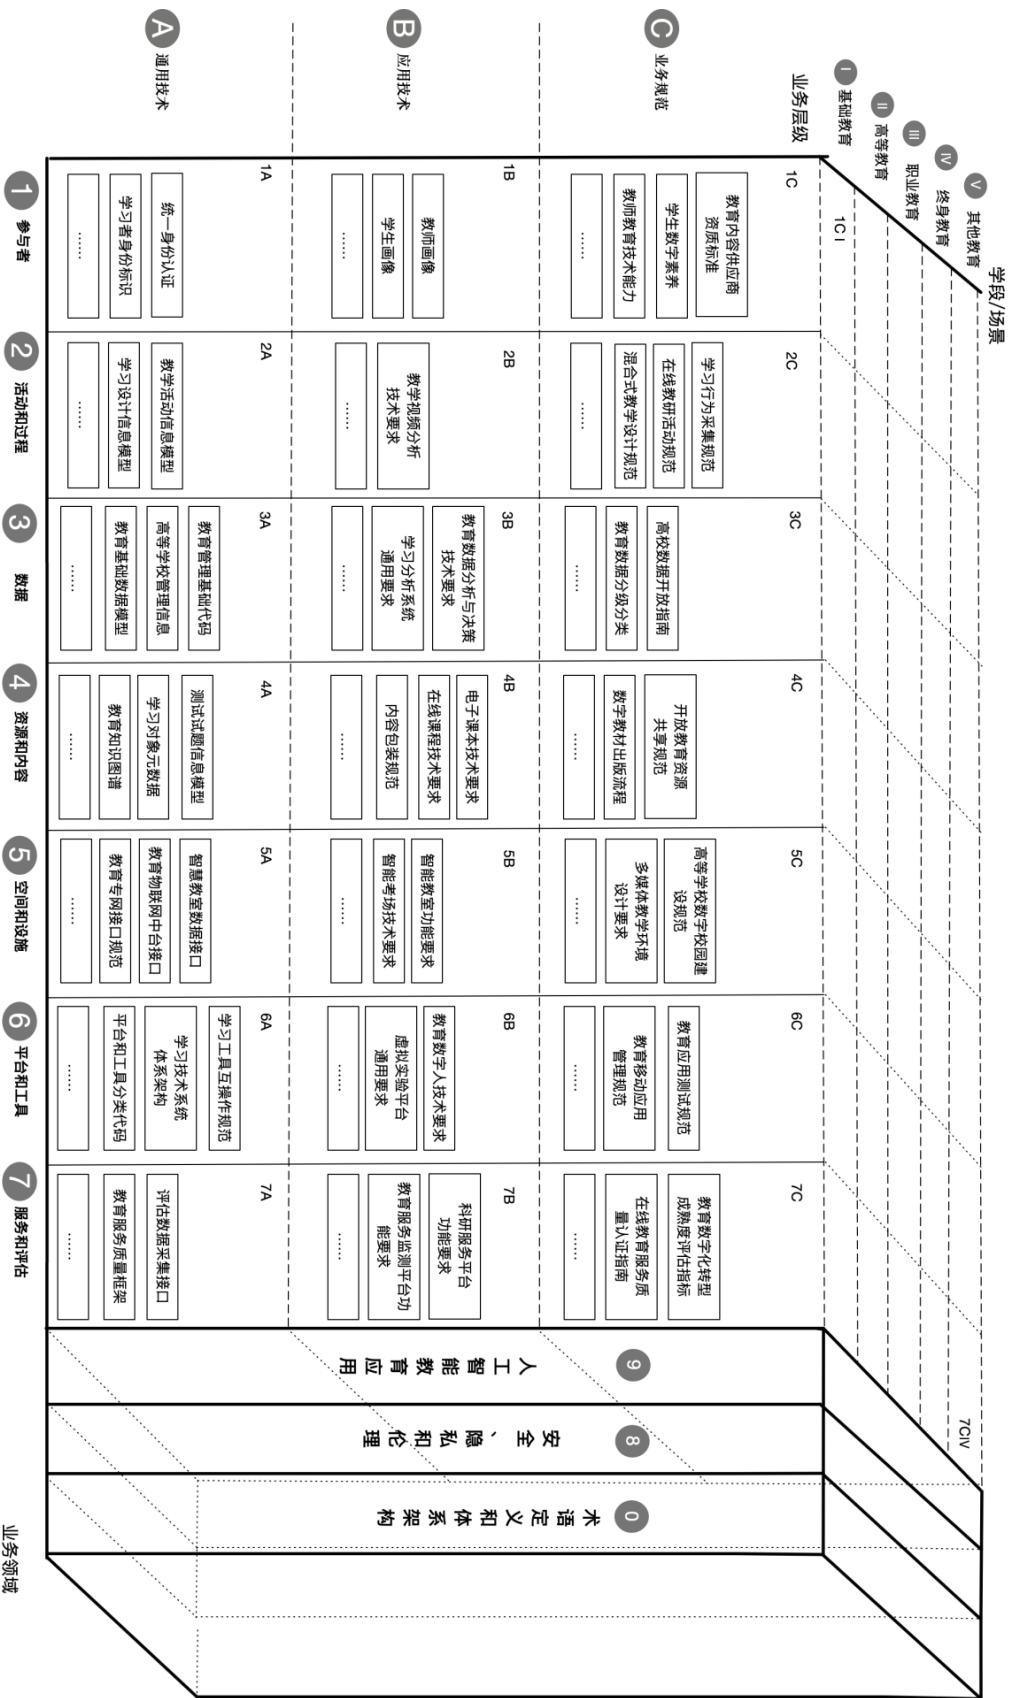 学段/场景
V 其他教育
IV 终身教育
III 职业教育
II 高等教育
I 基础教育
业务层级
C 业务规范
B 应用技术
A 通用技术
1C I
7CIV
1C
教育内容供应商
资质标准
学生数字素养
教师教育技术能力
……
2C
学习行为采集规范
在线教研活动规范
混合式教学设计规范
……
3C
高校数据开放指南
教育数据分级分类
……
4C
开放教育资源
共享规范
数字教材出版流程
……
5C
高等学校数字校园建
设规范
多媒体教学环境
设计要求
……
6C
教育应用测试规范
教育移动应用
管理规范
……
7C
教育数字化转型
成熟度评估指标
在线教育服务质
量认证指南
……
1B
教师画像
学生画像
……
2B
教学视频分析
技术要求
……
3B
教育数据分析与决策
技术要求
学习分析系统
通用要求
……
4B
电子课本技术要求
在线课程技术要求
内容包装规范
……
5B
智能教室功能要求
智能考场技术要求
……
6B
教育数字人技术要求
虚拟实验平台
通用要求
……
7B
科研服务平台
功能要求
教育服务监测平台功
能要求
……
1A
统一身份认证
学习者身份标识
……
2A
教学活动信息模型
学习设计信息模型
……
3A
教育管理基础代码
高等学校管理信息
教育基础数据模型
……
4A
测试试题信息模型
学习对象元数据
教育知识图谱
……
5A
智慧教室数据接口
教育物联网中台接口
教育专网接口规范
……
6A
学习工具互操作规范
学习技术系统
体系架构
平台和工具分类代码
……
7A
评估数据采集接口
教育服务质量框架
……
9 人工智能教育应用
8 安全、隐私和伦理
0 术语定义和体系架构
1 参与者
2 活动和过程
3 数据
4 资源和内容
5 空间和设施
6 平台和工具
7 服务和评估
业务领域